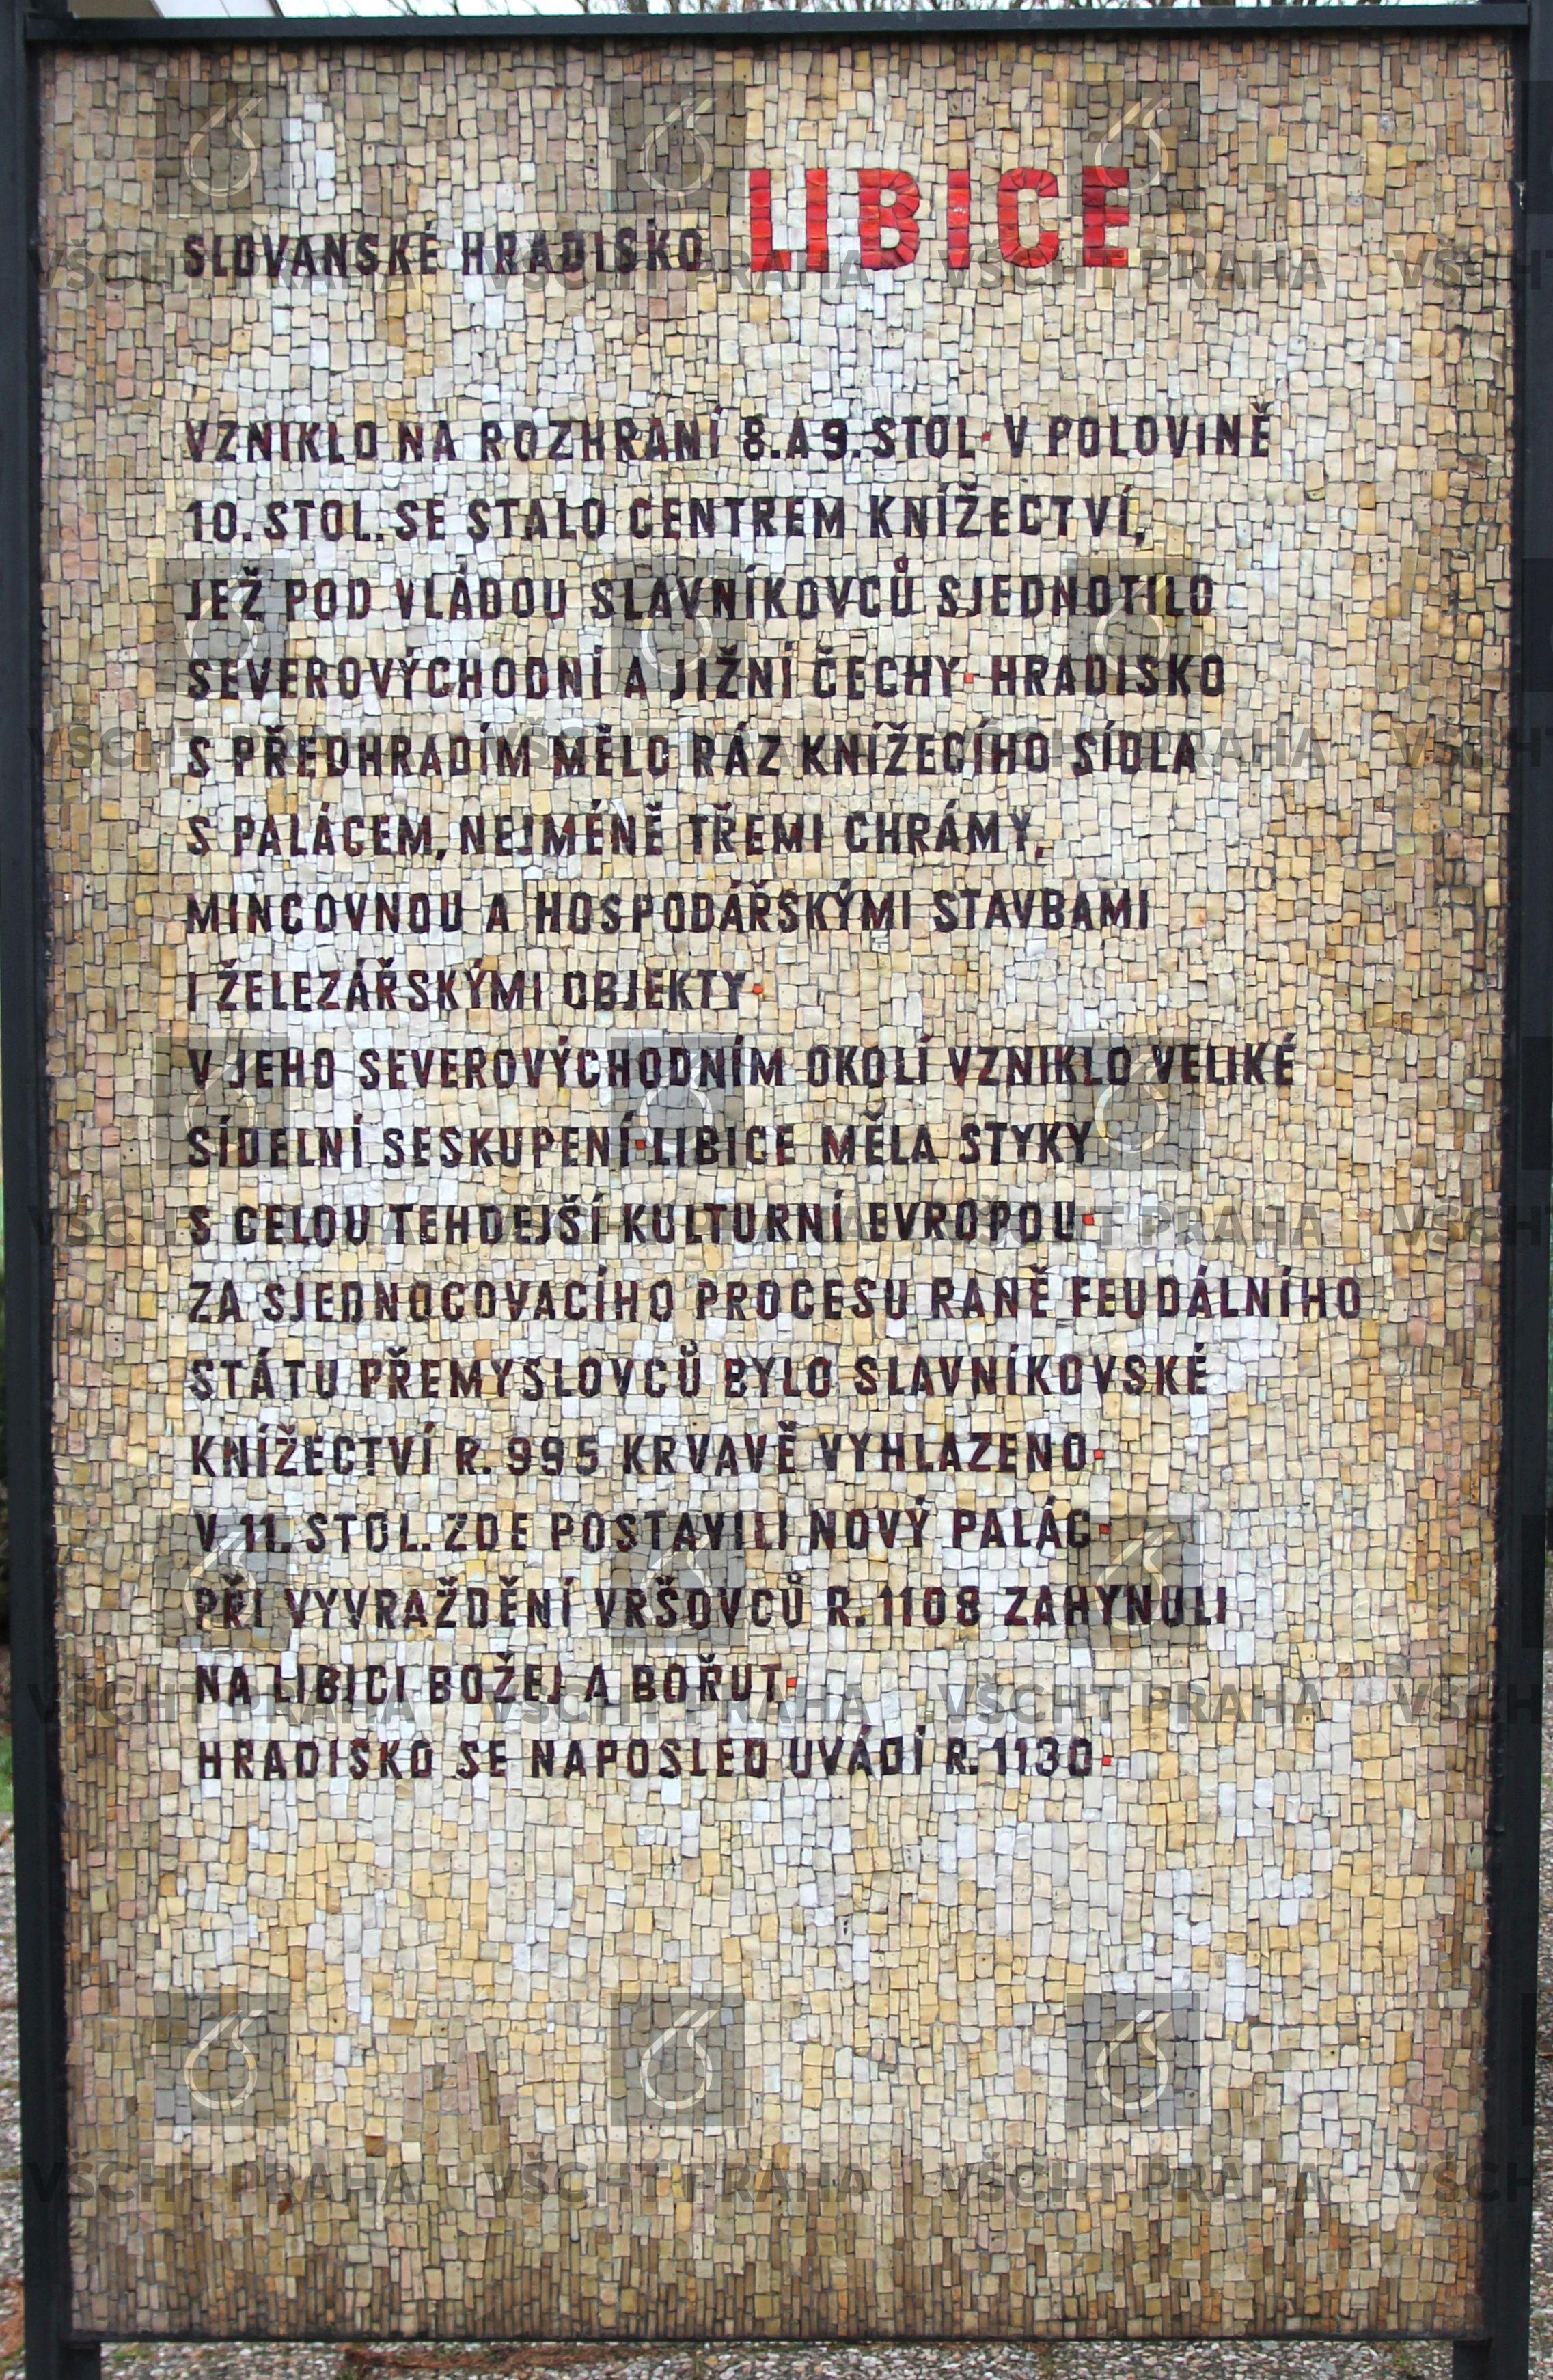 SLOVANSKÉ HRADISKO LIBICE
VZNIKLO NA ROZHRANÍ 8. A 9. STOL. V POLOVINĚ
10. STOL. SE STALO CENTREM KNÍŽECTVÍ,
JEŽ POD VLÁDOU SLAVNÍKOVCŮ SJEDNOTILO
SEVEROVÝCHODNÍ A JIŽNÍ ČECHY. HRADISKO
S PŘEDHRADÍM MĚLO RÁZ KNÍŽECÍHO SÍDLA
S PALÁCEM, NEJMÉNĚ TŘEMI CHRÁMY,
MINCOVNOU A HOSPODÁŘSKÝMI STAVBAMI
I ŽELEZÁŘSKÝMI OBJEKTY.
V JEHO SEVEROVÝCHODNÍM OKOLÍ VZNIKLO VELIKÉ
SÍDELNÍ SESKUPENÍ. LIBICE MĚLA STYKY
S CELOU TEHDEJŠÍ KULTURNÍ EVROPOU.
ZA SJEDNOCOVACÍHO PROCESU RANĚ FEUDÁLNÍHO
STÁTU PŘEMYSLOVCŮ BYLO SLAVNÍKOVSKÉ
KNÍŽECTVÍ R. 995 KRVAVĚ VYHLAZENO.
V 11. STOL. ZDE POSTAVILI NOVÝ PALÁC.
PŘI VYVRAŽDĚNÍ VRŠOVCŮ R. 1108 ZAHYNULI
NA LIBICI BOŽEJ A BOŘUT.
HRADISKO SE NAPOSLED UVÁDÍ R. 1130.
VŠCHT PRAHA